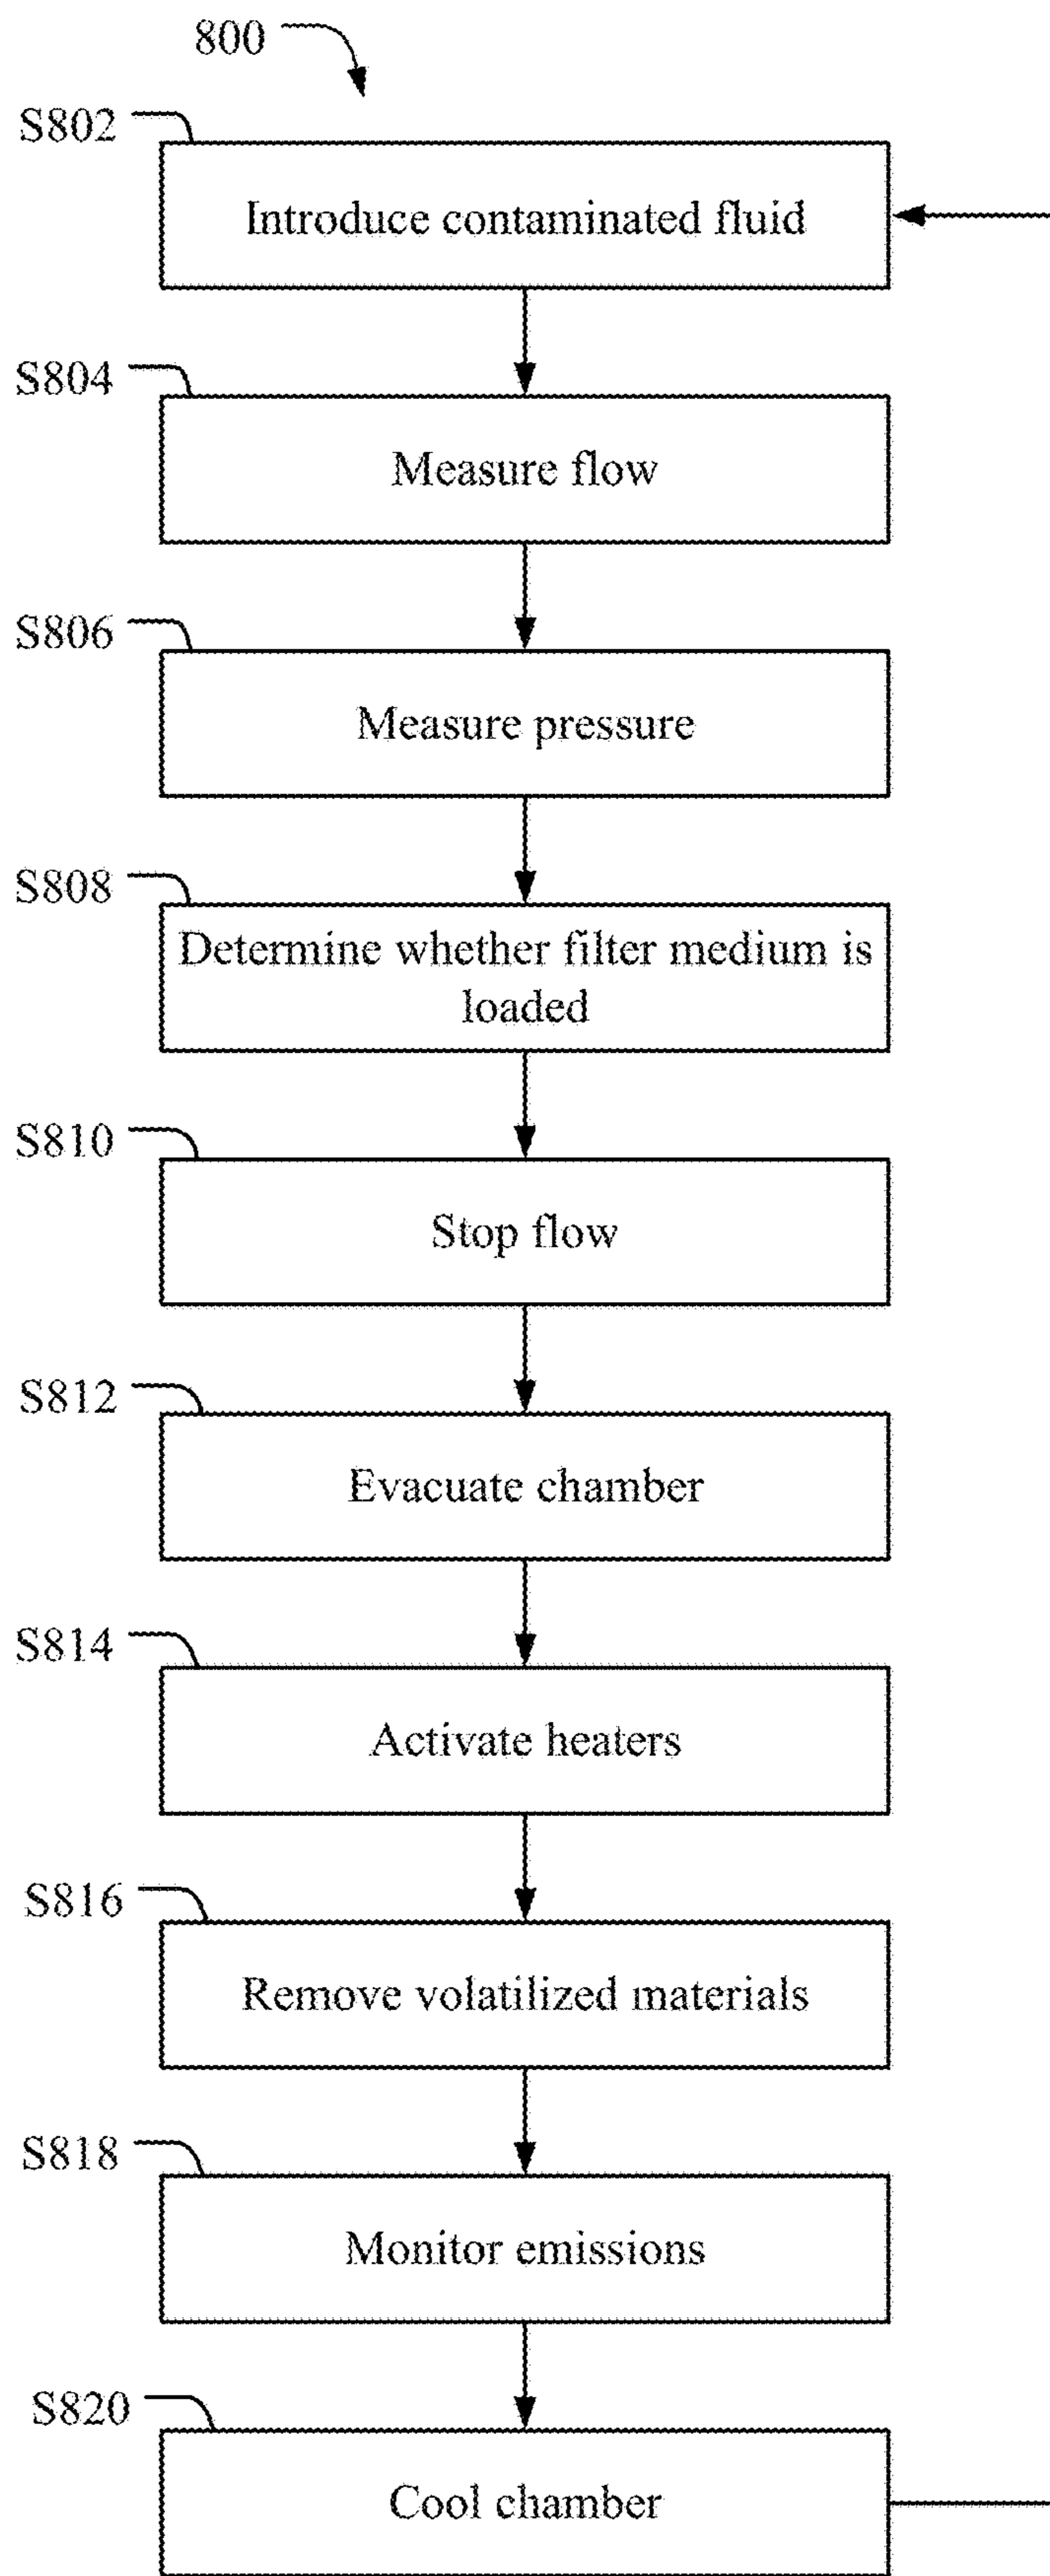 800
S802
Introduce contaminated fluid
S804
Measure flow
S806
Measure pressure
S808
Determine whether filter medium is
loaded
S810
Stop flow
S812
Evacuate chamber
S814
Activate heaters
S816
Remove volatilized materials
S818
Monitor emissions
S820
Cool chamber